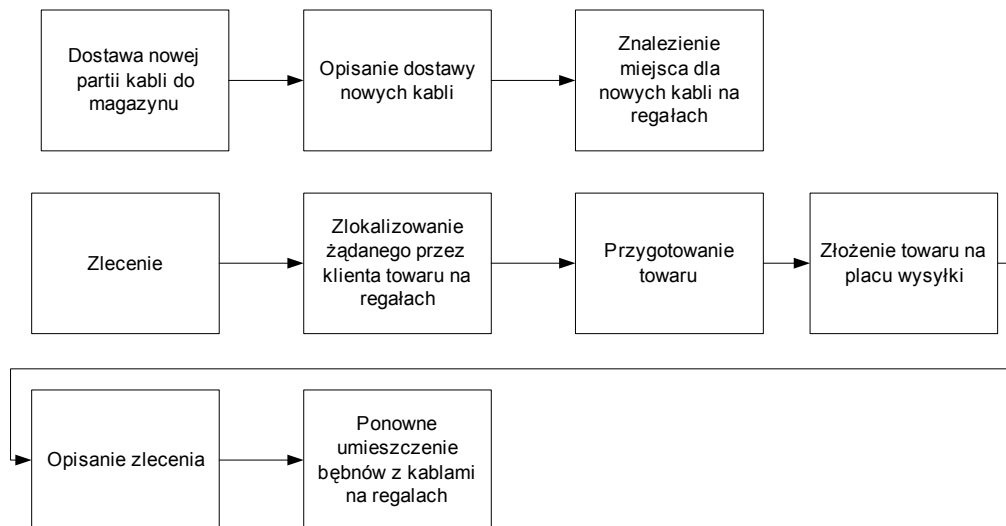 Dostawa nowej
partii kabli do
magazynu
Opisanie dostawy
nowych kabli
Znalezienie
miejsca dla
nowych kabli na
regałach
Zlecenie
Zlokalizowanie
żądanego przez
klienta towaru na
regałach
Przygotowanie
towaru
Złożenie towaru na
placu wysyłki
Opisanie zlecenia
Ponowne
umieszczenie
bębnów z kablami
na regalach